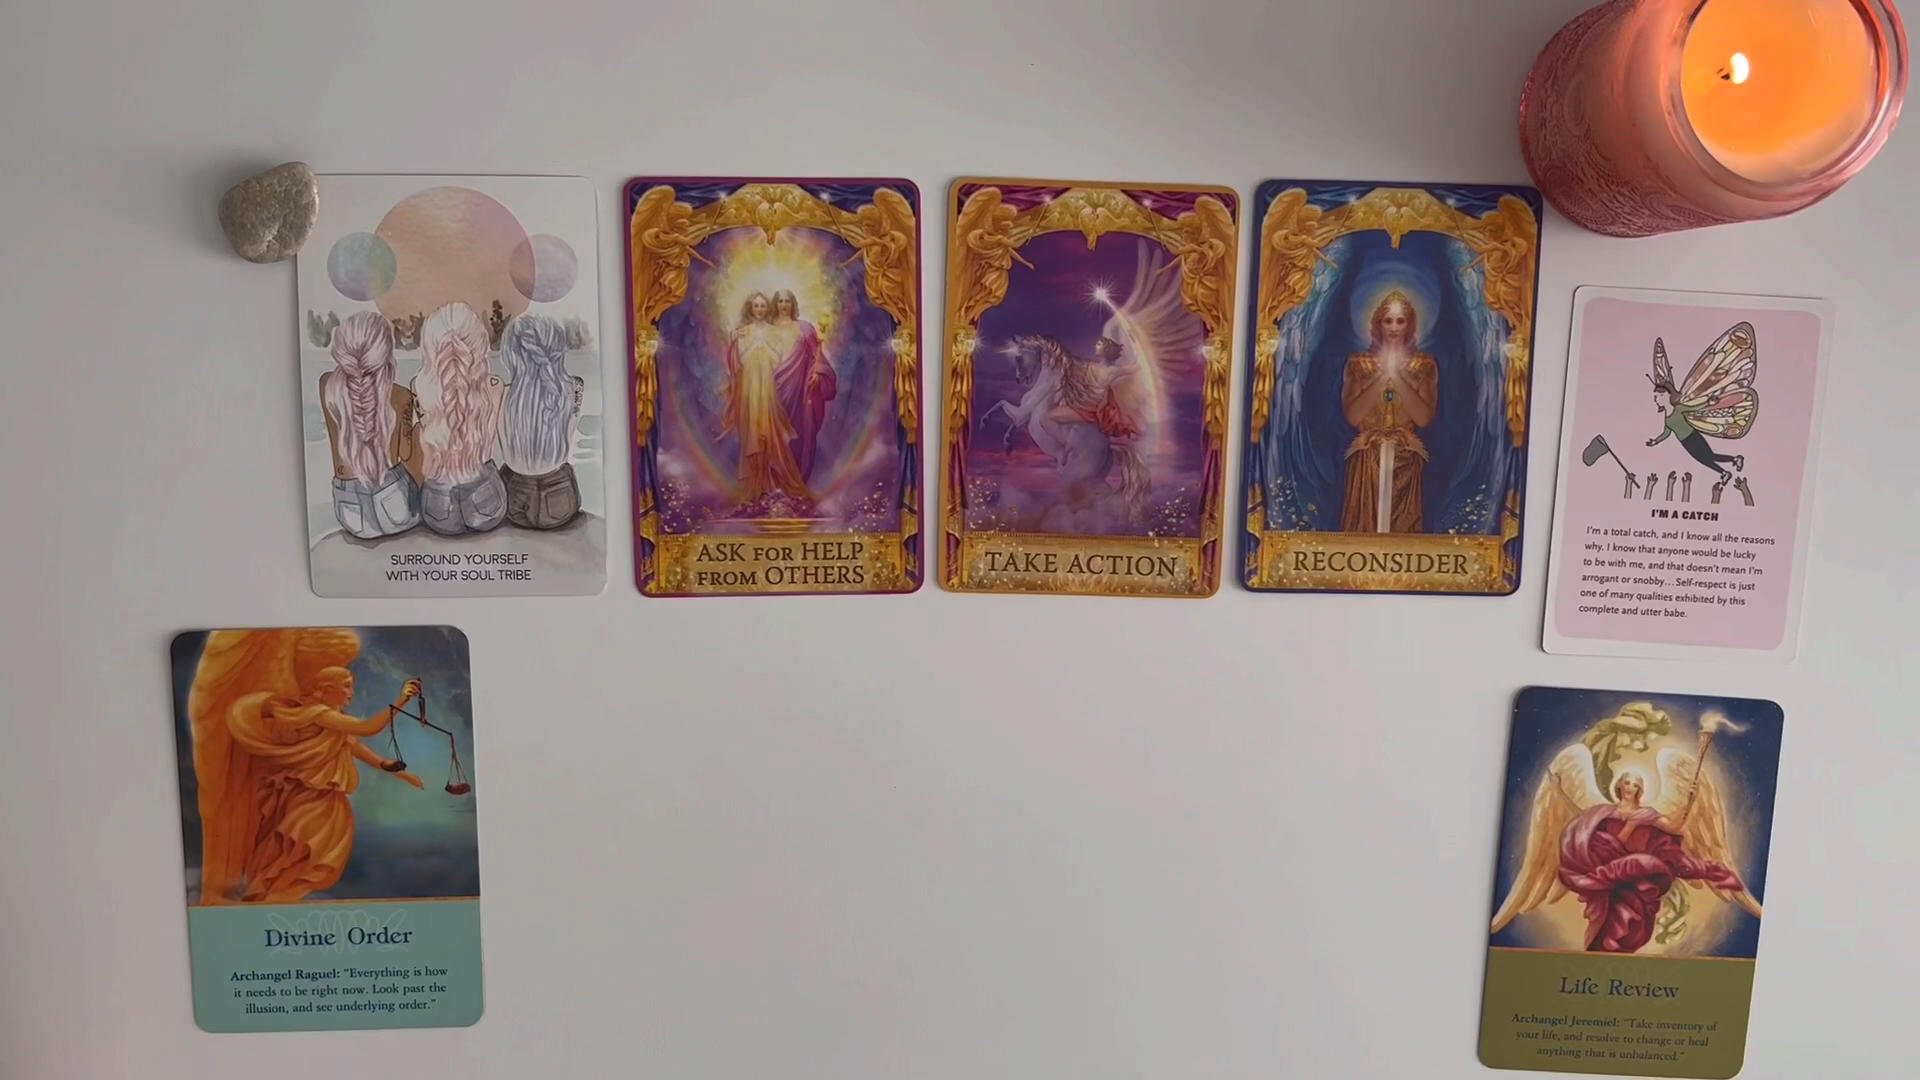 SURROUND YOURSELF
WITH YOUR SOUL TRIBE
ASK FOR HELP
FROM OTHERS
TAKE ACTION
RECONSIDER
I'M A CATCH
I'm a total catch, and I know all the reasons
why. I know that anyone would be lucky
to be with me, and that doesn't mean I'm
arrogant or snobby... Self-respect is just
one of many qualities exhibited by this
complete and utter babe.
Divine Order
Archangel Raguel: "Everything is how
it needs to be right now. Look past the
illusion, and see underlying order."
Life Review
Archangel Jeremiel: "Take inventory of
your life, and resolve to change or heal
anything that is unbalanced."